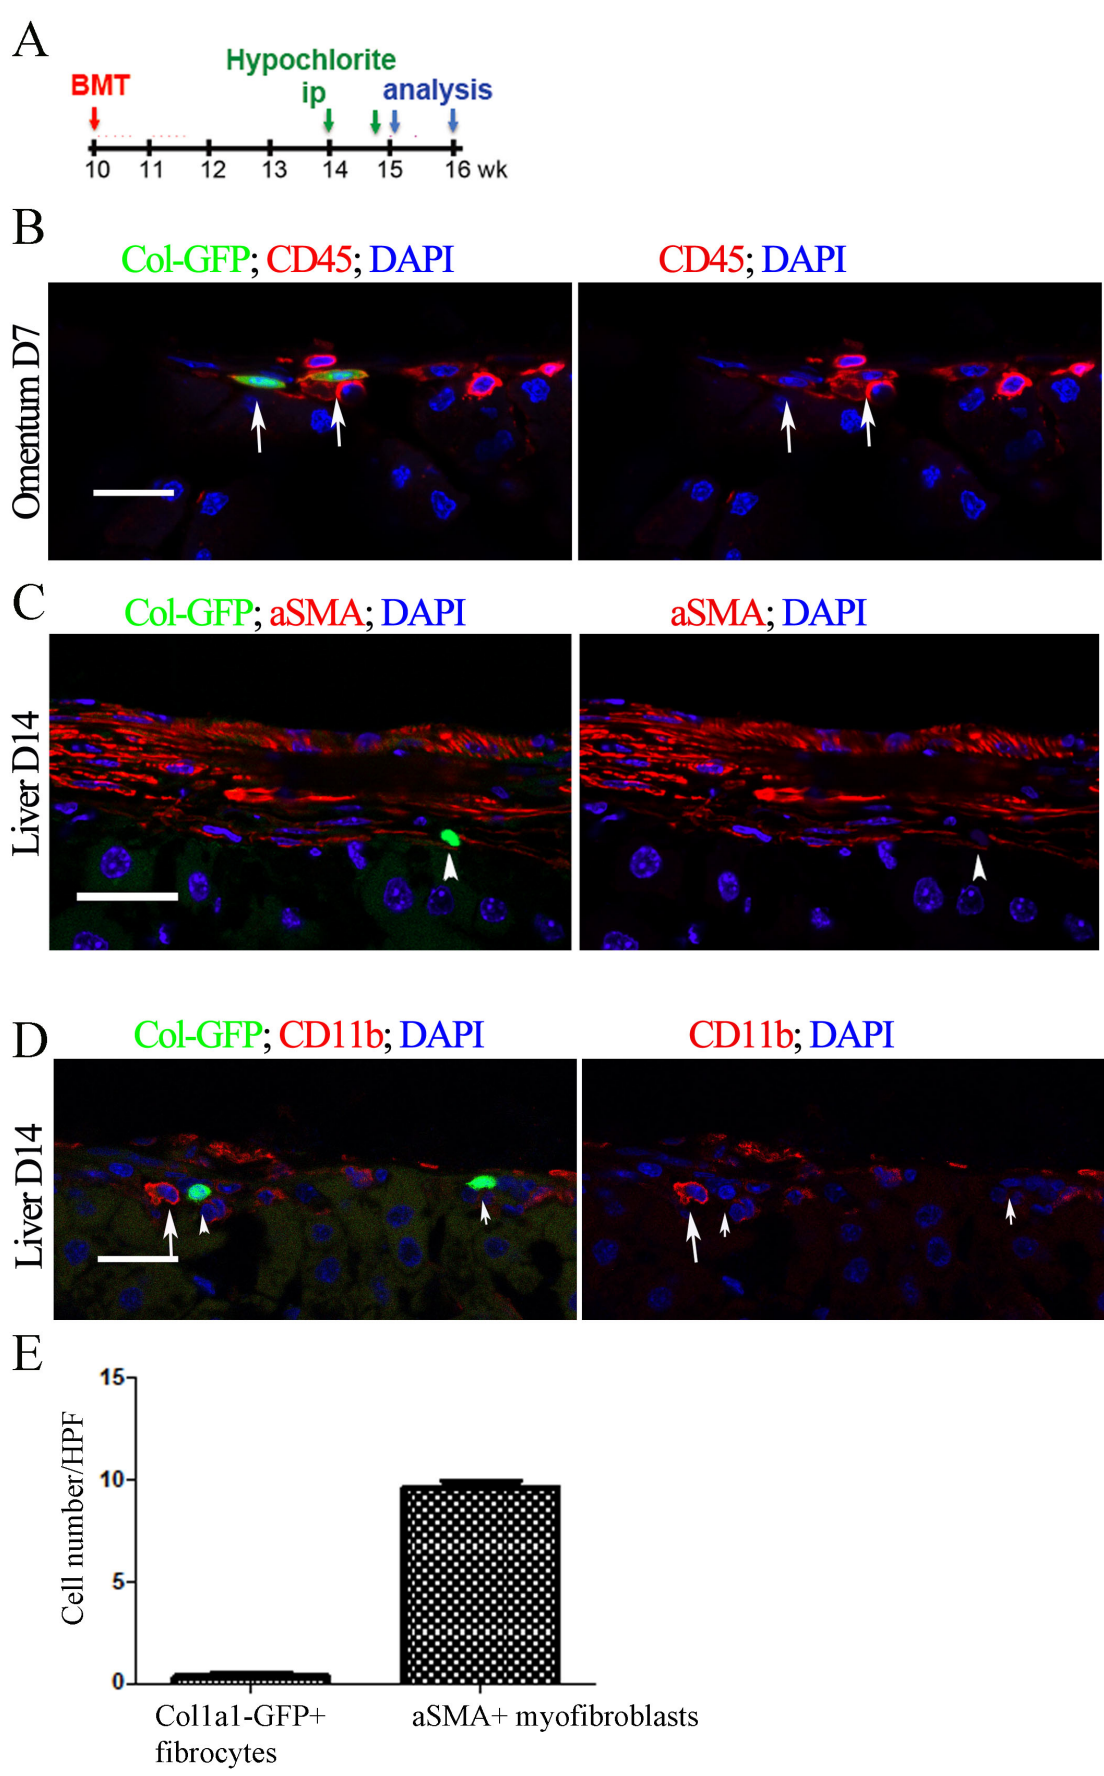 A
Hypochlorite
BMT ip analysis
10 11 12 13 14 15 16 wk
B
Col-GFP; CD45; DAPI CD45; DAPI
Omentum D7
C
Col-GFP; aSMA; DAPI aSMA; DAPI
Liver D14
D
Col-GFP; CD11b; DAPI CD11b; DAPI
Liver D14
E
Cell number/HPF
15
10
5
0
Col1a1-GFP+ aSMA+ myofibroblasts
fibrocytes